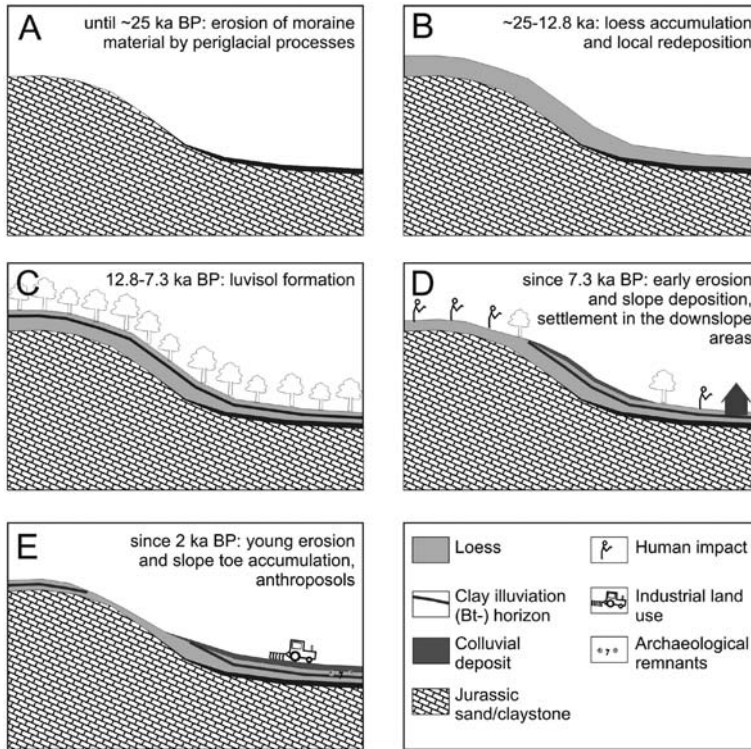 A
until ~25 ka BP: erosion of moraine
material by periglacial processes
B
~25-12.8 ka: loess accumulation
and local redeposition
C
12.8-7.3 ka BP: luvisol formation
D
since 7.3 ka BP: early erosion
and slope deposition,
settlement in the downslope
areas
E
since 2 ka BP: young erosion
and slope toe accumulation,
anthroposols
Loess
Clay illuviation
(Bt-) horizon
Colluvial
deposit
Jurassic
sand/claystone
Human impact
Industrial land
use
Archaeological
remnants